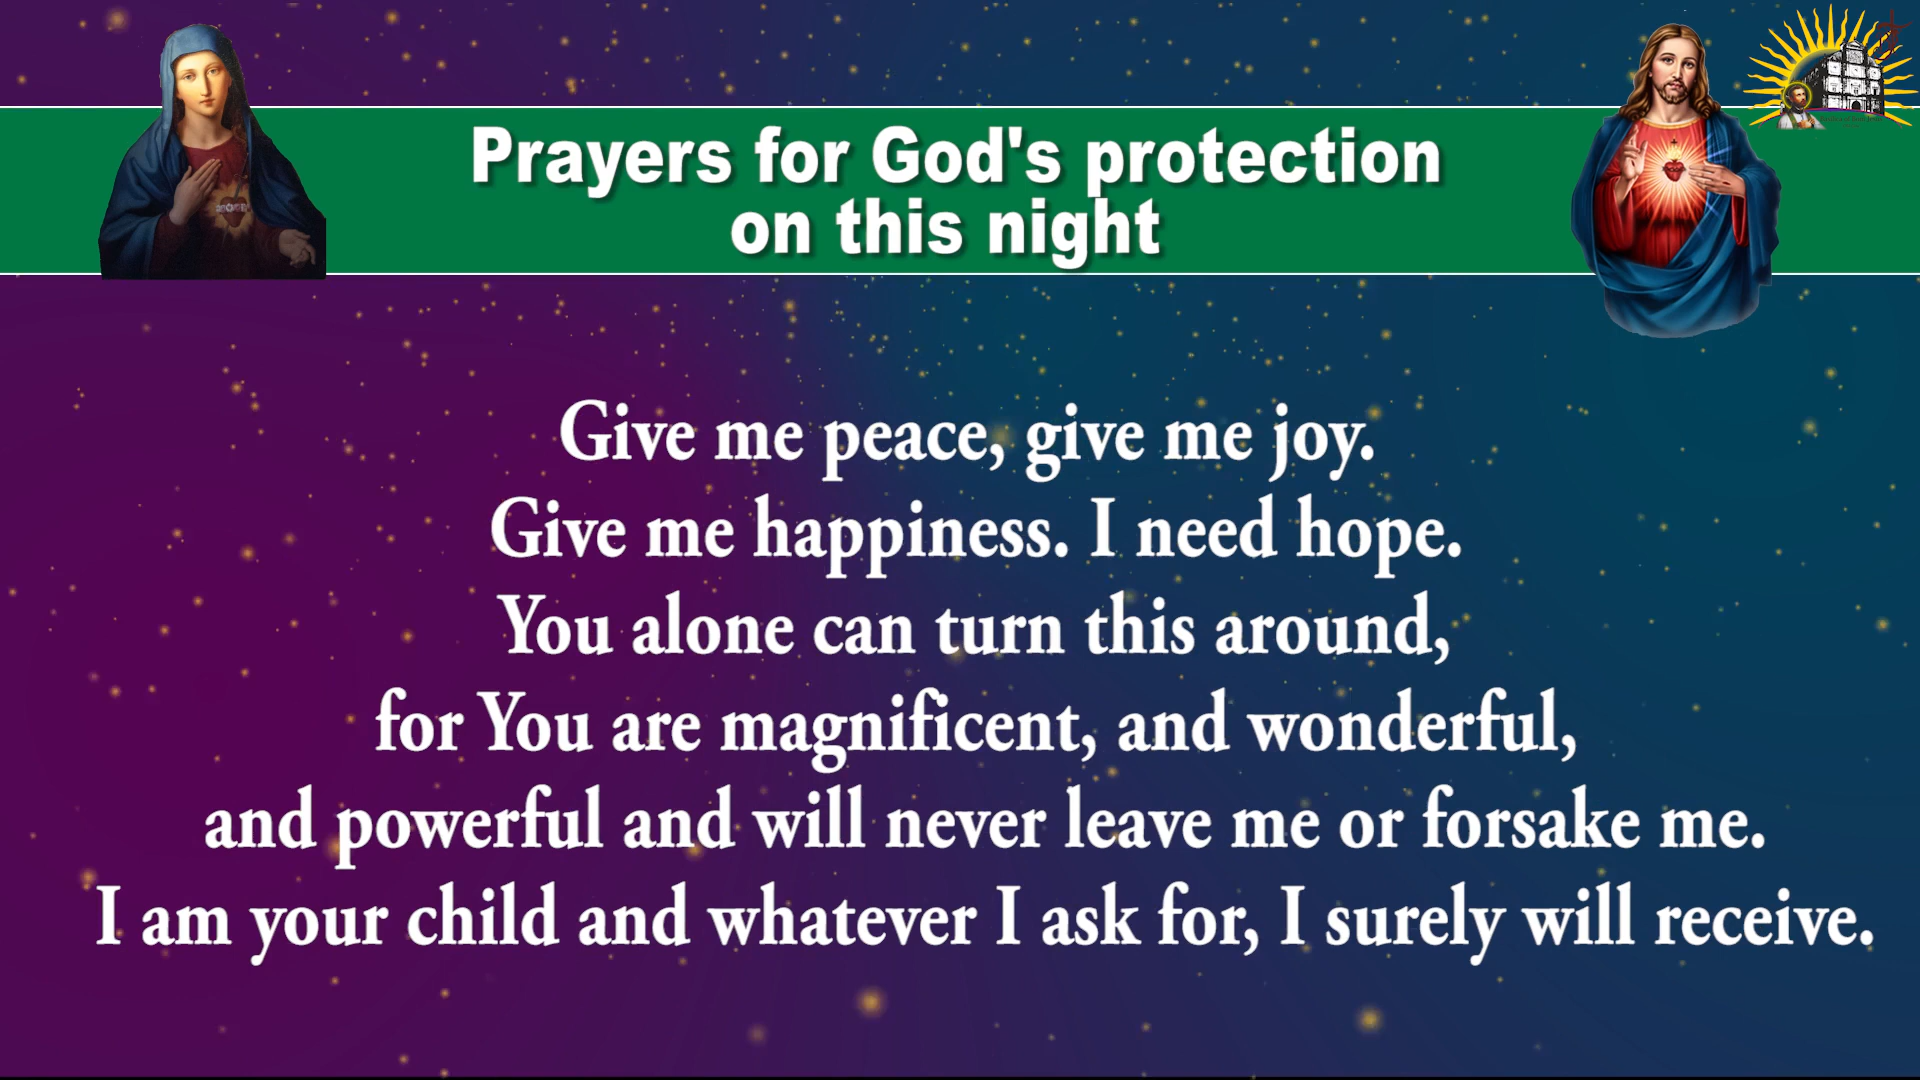 Prayers for God's protection
on this night
Give me peace, give me joy.
Give me happiness. I need hope.
You alone can turn this around,
for You are magnificent, and wonderful,
and powerful and will never leave me or forsake me.
I am your child and whatever I ask for, I surely will receive.